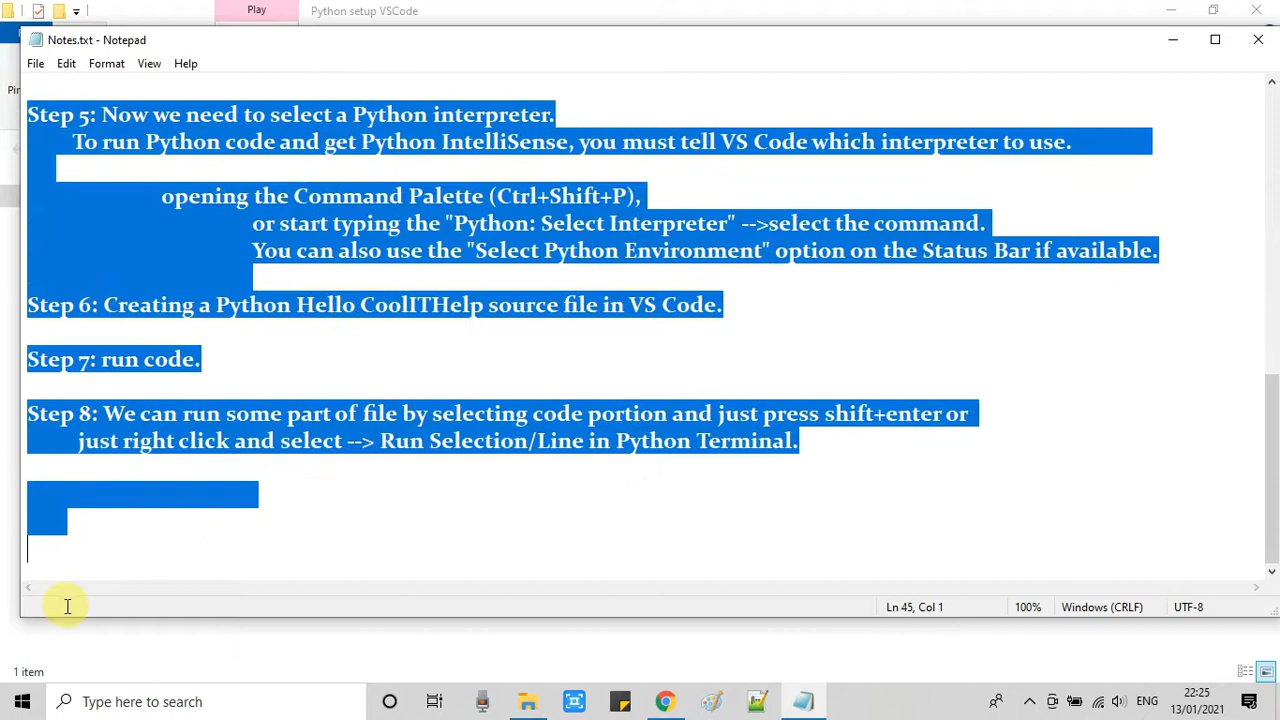 Play
Python setup VSCode
Notes.txt - Notepad
File Edit Format View Help
Pin
Step 5: Now we need to select a Python interpreter.
To run Python code and get Python IntelliSense, you must tell VS Code which interpreter to use.
opening the Command Palette (Ctrl+Shift+P),
or start typing the "Python: Select Interpreter" -->select the command.
You can also use the "Select Python Environment" option on the Status Bar if available.
Step 6: Creating a Python Hello CoolITHelp source file in VS Code.
Step 7: run code.
Step 8: We can run some part of file by selecting code portion and just press shift+enter or
just right click and select --> Run Selection/Line in Python Terminal.
Ln 45, Col 1 100% Windows (CRLF) UTF-8
1 item
Type here to search
ENG
22:25
13/01/2021